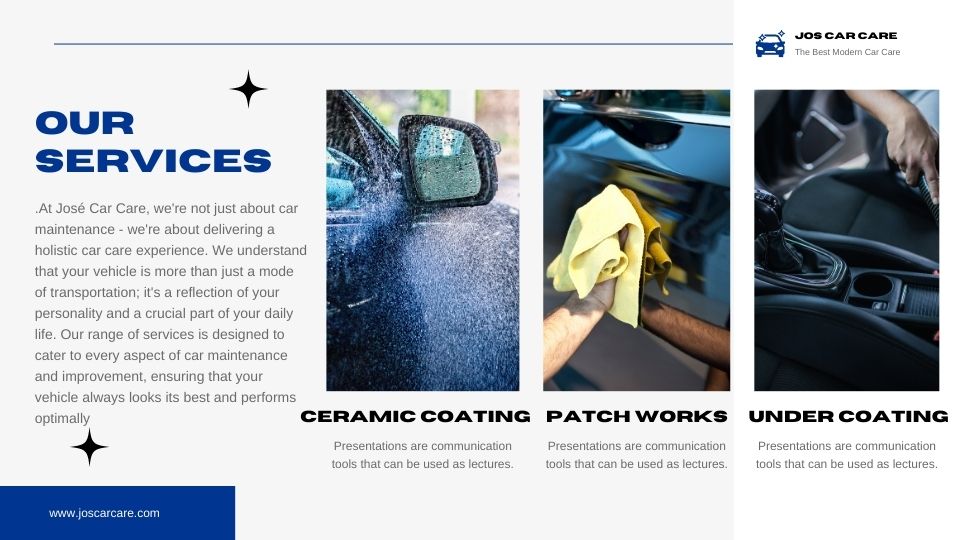 JOS CAR CARE
The Best Modern Car Care
OUR
SERVICES
.At José Car Care, we're not just about car
maintenance - we're about delivering a
holistic car care experience. We understand
that your vehicle is more than just a mode
of transportation; it's a reflection of your
personality and a crucial part of your daily
life. Our range of services is designed to
cater to every aspect of car maintenance
and improvement, ensuring that your
vehicle always looks its best and performs
optimally
CERAMIC COATING
Presentations are communication
tools that can be used as lectures.
PATCH WORKS
Presentations are communication
tools that can be used as lectures.
UNDER COATING
Presentations are communication
tools that can be used as lectures.
www.joscarcare.com